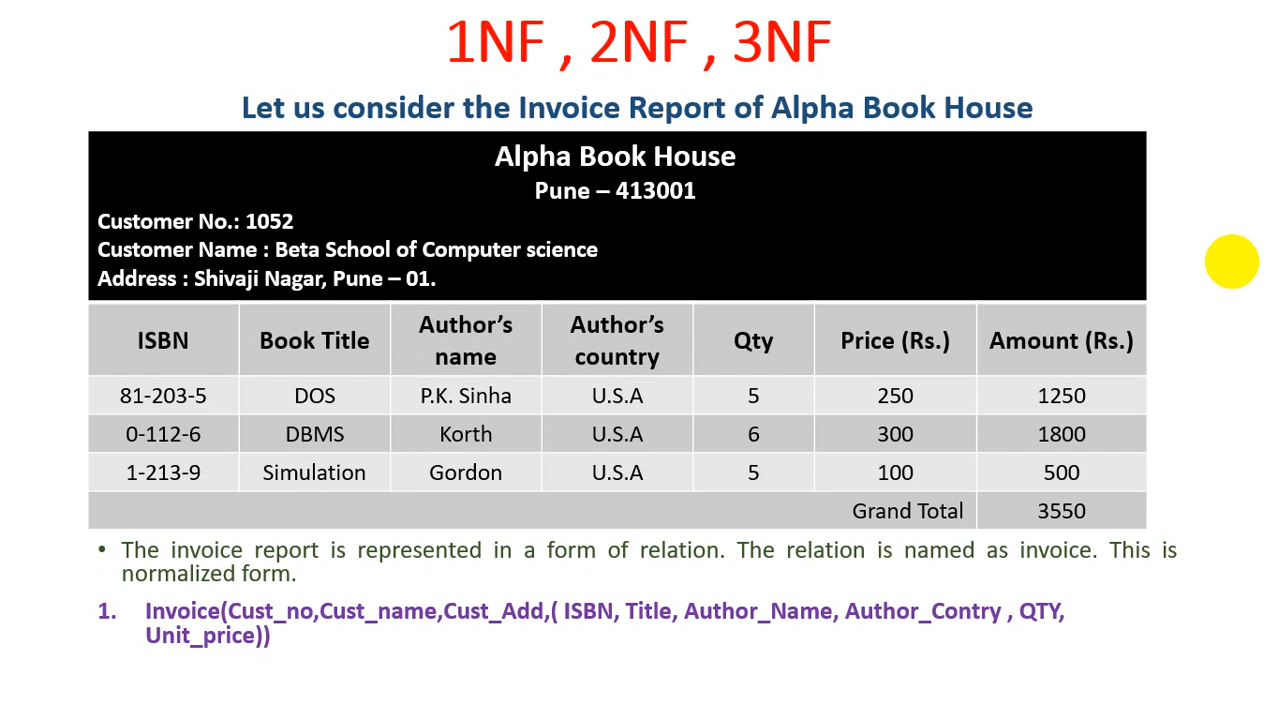 1NF , 2NF , 3NF
Let us consider the Invoice Report of Alpha Book House
Alpha Book House
Pune – 413001
Customer No.: 1052
Customer Name : Beta School of Computer science
Address : Shivaji Nagar, Pune – 01.
ISBN Book Title Author's name Author's country Qty Price (Rs.) Amount (Rs.)
81-203-5 DOS P.K. Sinha U.S.A 5 250 1250
0-112-6 DBMS Korth U.S.A 6 300 1800
1-213-9 Simulation Gordon U.S.A 5 100 500
Grand Total 3550
• The invoice report is represented in a form of relation. The relation is named as invoice. This is
normalized form.
1. Invoice(Cust_no,Cust_name,Cust_Add,( ISBN, Title, Author_Name, Author_Contry , QTY,
Unit_price))